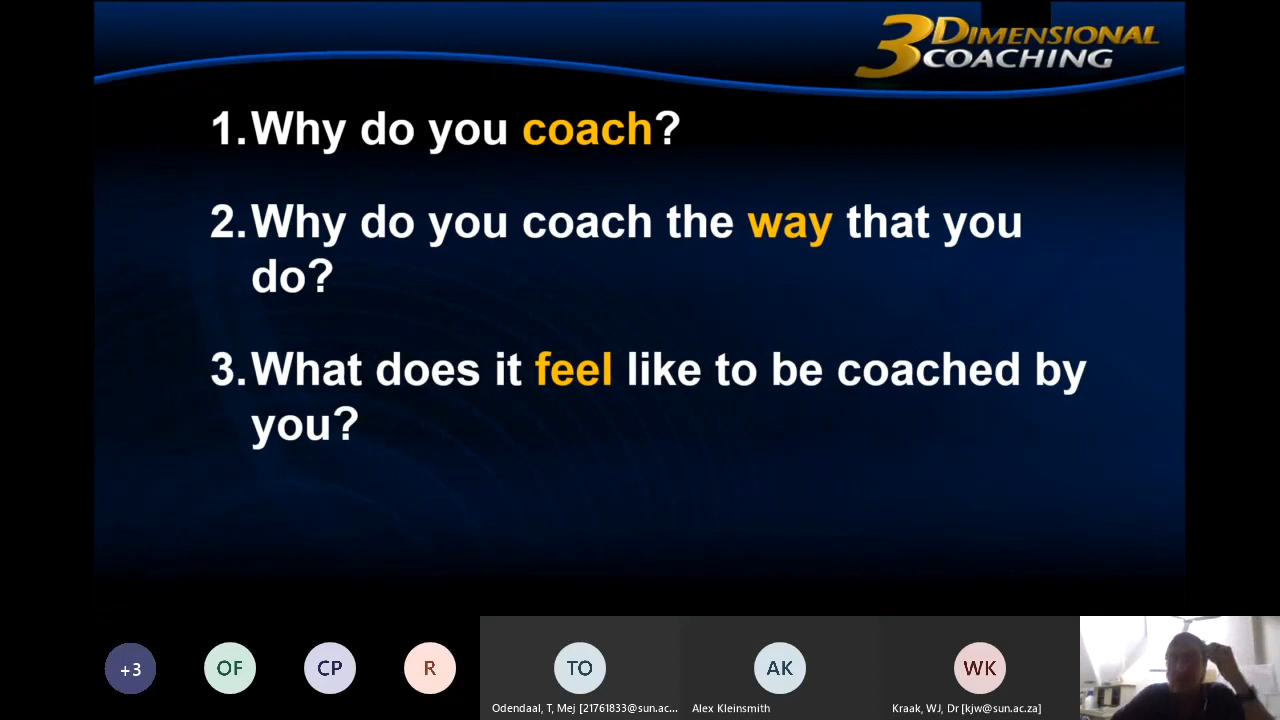 3 DIMENSIONAL
COACHING
1.Why do you coach?
2.Why do you coach the way that you
do?
3.What does it feel like to be coached by
you?
+3
OF
CP
R
TO
AK
WK
Odendaal, T, Mej [21761833@sun.ac...
Alex Kleinsmith
Kraak, WJ, Dr [kjw@sun.ac.za]